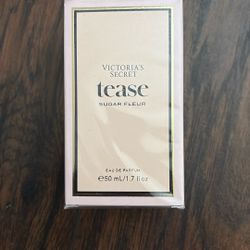 VICTORIA'S
SECRET
tease
SUGAR FLEUR
EAU DE PARFUM
℮50 mL/1.7 fl oz